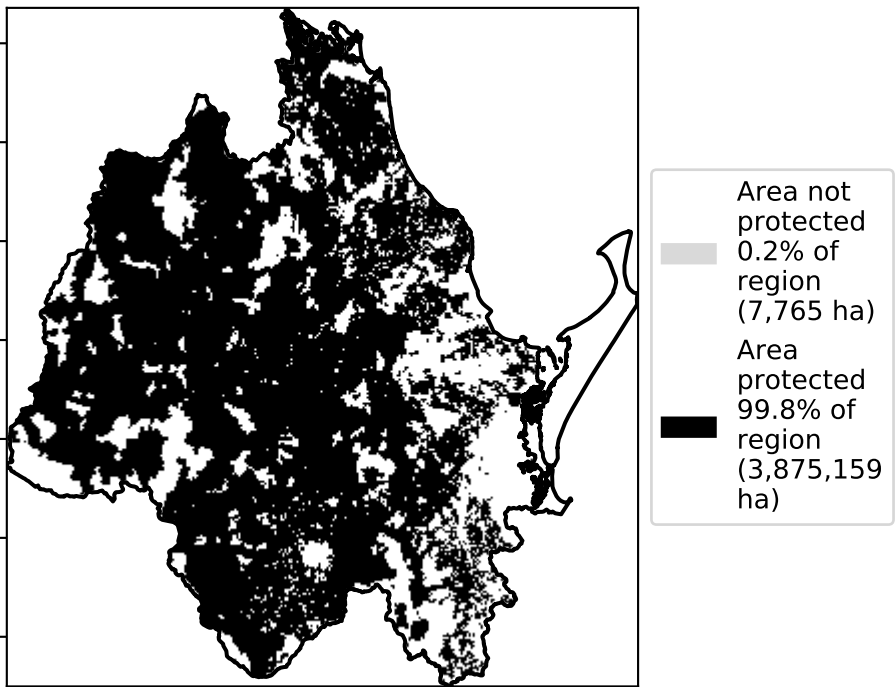 Area not
protected
0.2% of
region
(7,765 ha)
Area
protected
99.8% of
region
(3,875,159
ha)